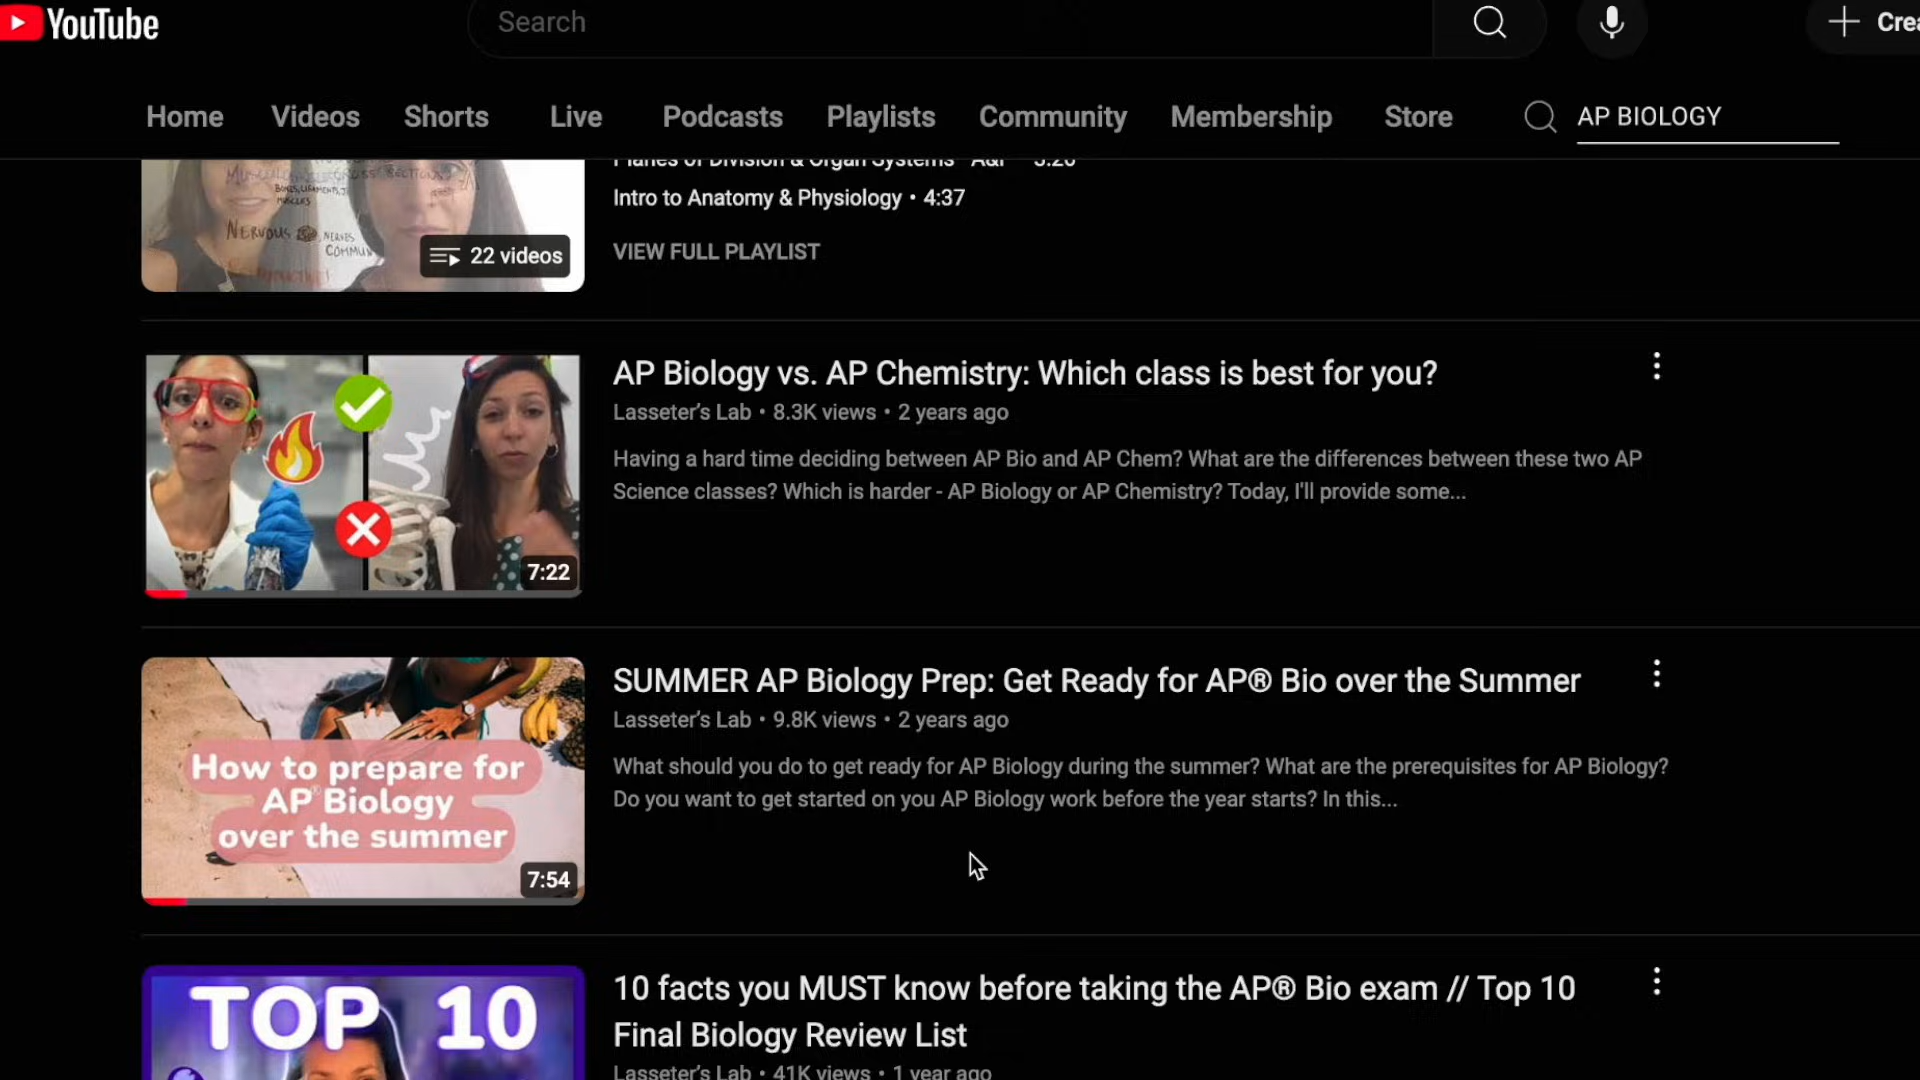 YouTube
Search
Crea
Home Videos Shorts Live Podcasts Playlists Community Membership Store AP BIOLOGY
Planes of Division & Organ Systems - A&P • 5:20
Intro to Anatomy & Physiology • 4:37
NERVOUS
22 videos
VIEW FULL PLAYLIST
AP Biology vs. AP Chemistry: Which class is best for you?
Lasseter's Lab • 8.3K views • 2 years ago
Having a hard time deciding between AP Bio and AP Chem? What are the differences between these two AP
Science classes? Which is harder - AP Biology or AP Chemistry? Today, I'll provide some...
7:22
SUMMER AP Biology Prep: Get Ready for AP® Bio over the Summer
Lasseter's Lab • 9.8K views • 2 years ago
What should you do to get ready for AP Biology during the summer? What are the prerequisites for AP Biology?
Do you want to get started on you AP Biology work before the year starts? In this...
How to prepare for
AP® Biology
over the summer
7:54
TOP 10
10 facts you MUST know before taking the AP® Bio exam // Top 10
Final Biology Review List
Lasseter's Lab • 41K views • 1 year ago